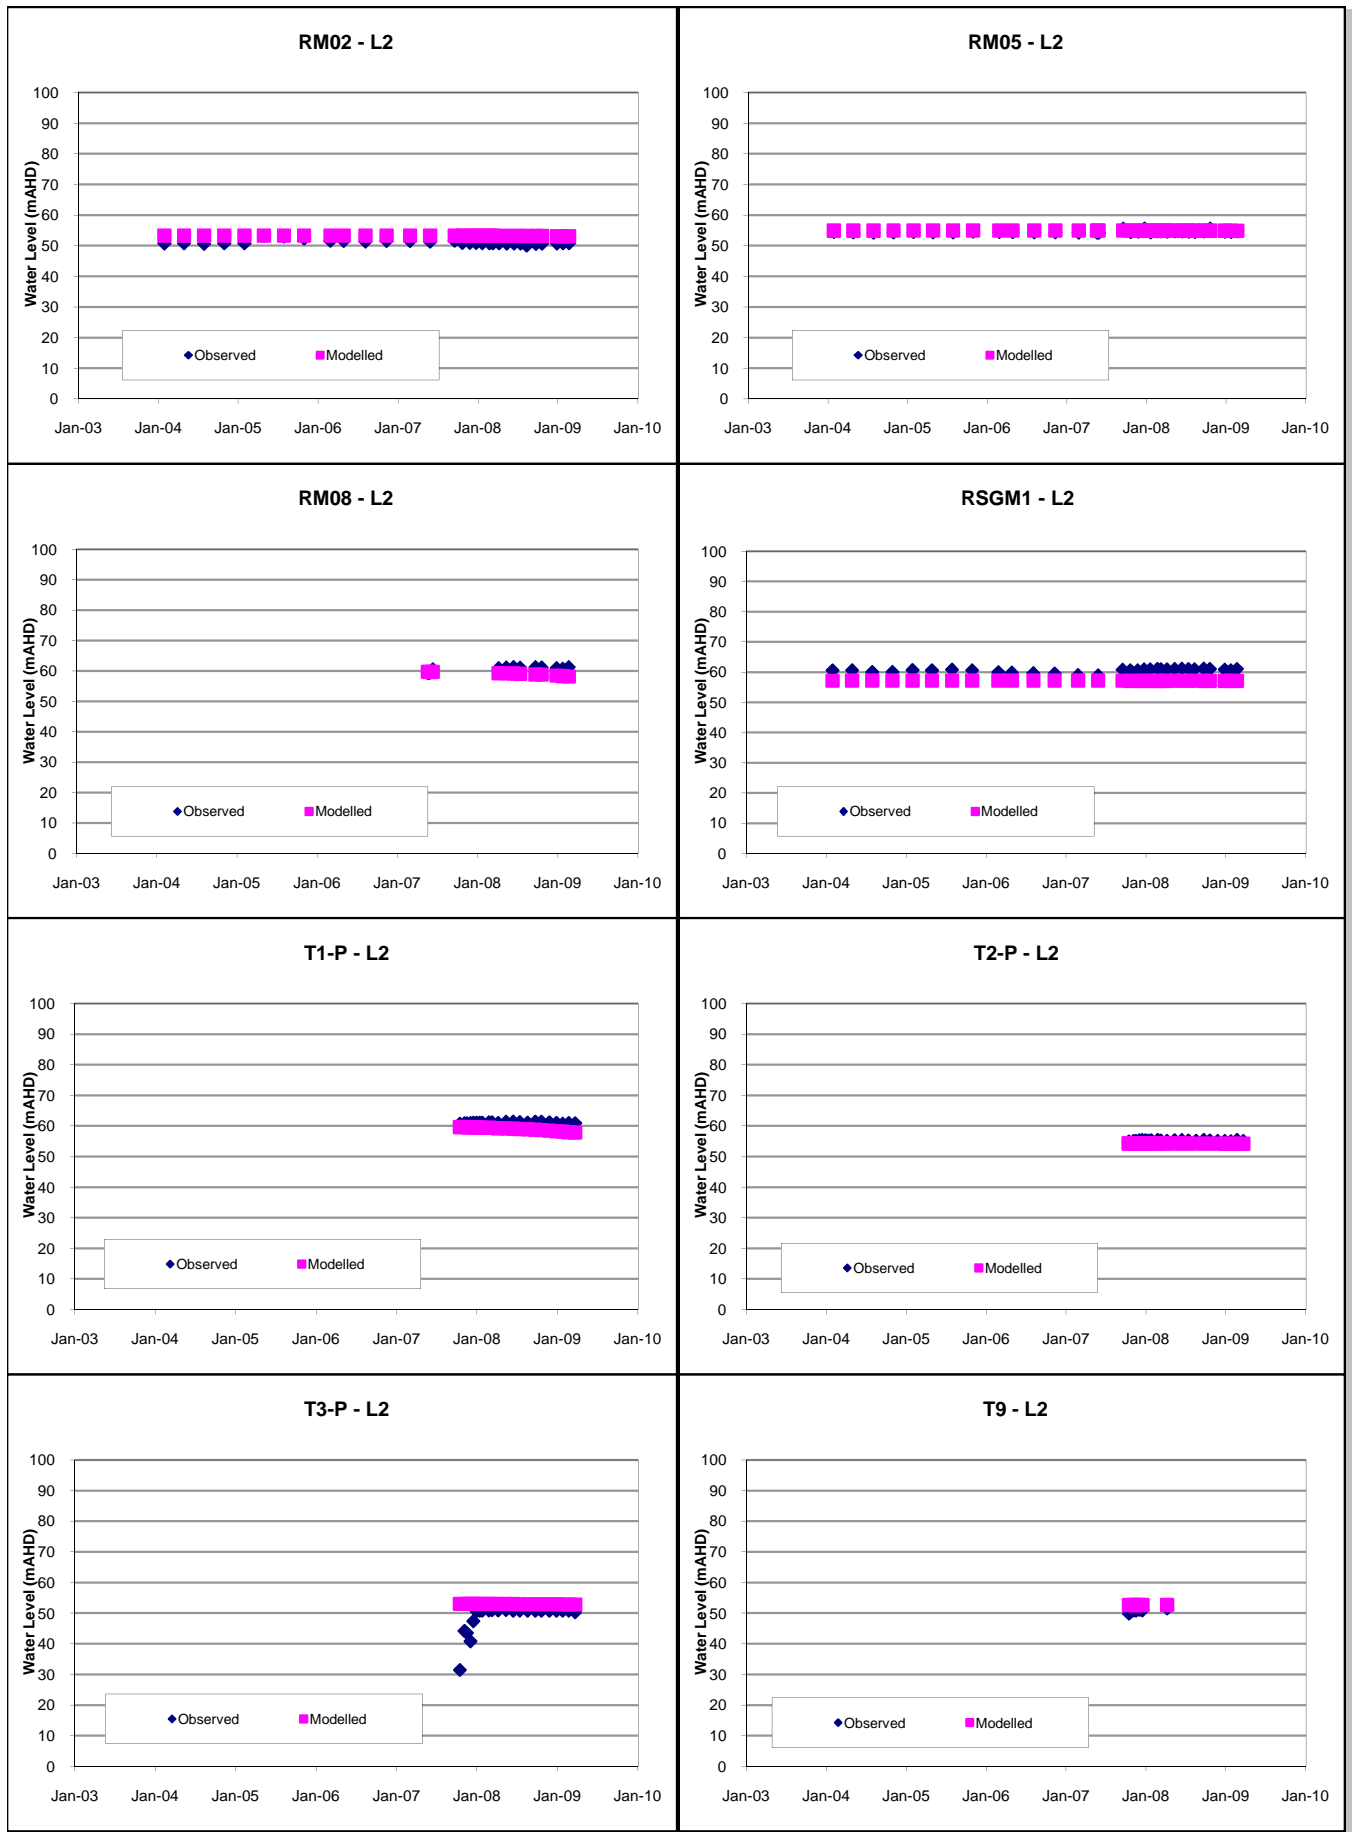 RM02 - L2
100
90
80
70
60
50
40
30
20
10
0
Water Level (mAHD)
Observed Modelled
Jan-03 Jan-04 Jan-05 Jan-06 Jan-07 Jan-08 Jan-09 Jan-10
RM05 - L2
100
90
80
70
60
50
40
30
20
10
0
Water Level (mAHD)
Observed Modelled
Jan-03 Jan-04 Jan-05 Jan-06 Jan-07 Jan-08 Jan-09 Jan-10
RM08 - L2
100
90
80
70
60
50
40
30
20
10
0
Water Level (mAHD)
Observed Modelled
Jan-03 Jan-04 Jan-05 Jan-06 Jan-07 Jan-08 Jan-09 Jan-10
RSGM1 - L2
100
90
80
70
60
50
40
30
20
10
0
Water Level (mAHD)
Observed Modelled
Jan-03 Jan-04 Jan-05 Jan-06 Jan-07 Jan-08 Jan-09 Jan-10
T1-P - L2
100
90
80
70
60
50
40
30
20
10
0
Water Level (mAHD)
Observed Modelled
Jan-03 Jan-04 Jan-05 Jan-06 Jan-07 Jan-08 Jan-09 Jan-10
T2-P - L2
100
90
80
70
60
50
40
30
20
10
0
Water Level (mAHD)
Observed Modelled
Jan-03 Jan-04 Jan-05 Jan-06 Jan-07 Jan-08 Jan-09 Jan-10
T3-P - L2
100
90
80
70
60
50
40
30
20
10
0
Water Level (mAHD)
Observed Modelled
Jan-03 Jan-04 Jan-05 Jan-06 Jan-07 Jan-08 Jan-09 Jan-10
T9 - L2
100
90
80
70
60
50
40
30
20
10
0
Water Level (mAHD)
Observed Modelled
Jan-03 Jan-04 Jan-05 Jan-06 Jan-07 Jan-08 Jan-09 Jan-10